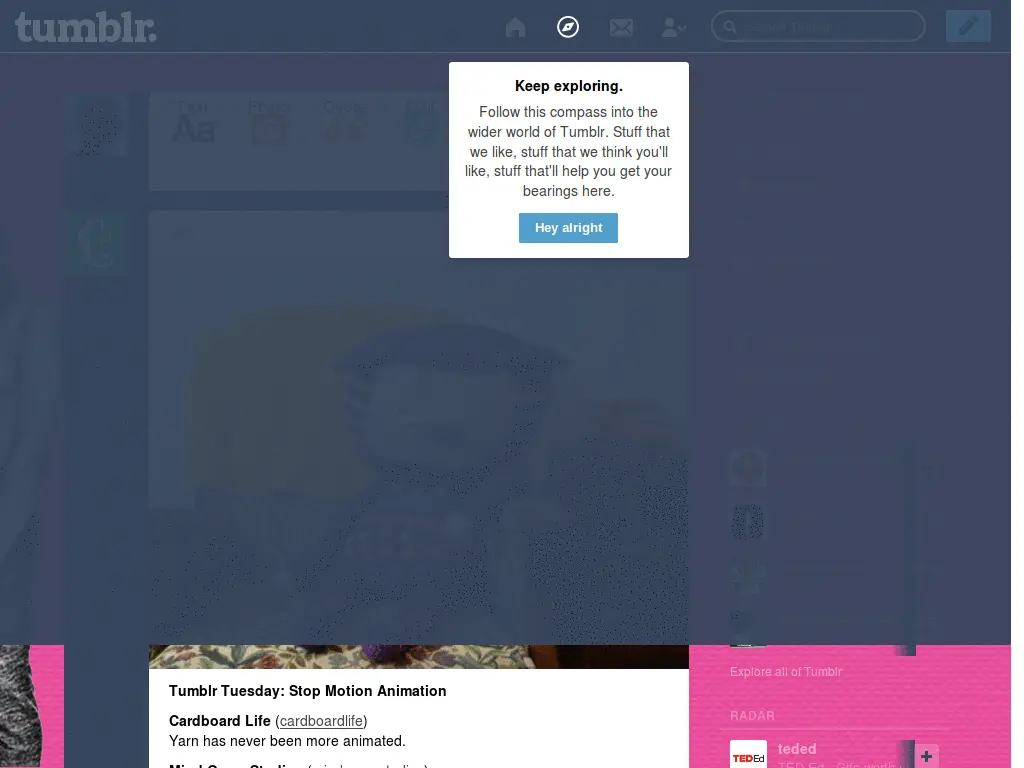 tumblr.
Search Tumblr
Keep exploring.
Follow this compass into the
wider world of Tumblr. Stuff that
we like, stuff that we think you'll
like, stuff that'll help you get your
bearings here.
Hey alright
Text
Photo
Quote
Aa
Explore all of Tumblr
Tumblr Tuesday: Stop Motion Animation
Cardboard Life (cardboardlife)
Yarn has never been more animated.
RADAR
teded
TEDEd
TED-Ed - Gifs worth